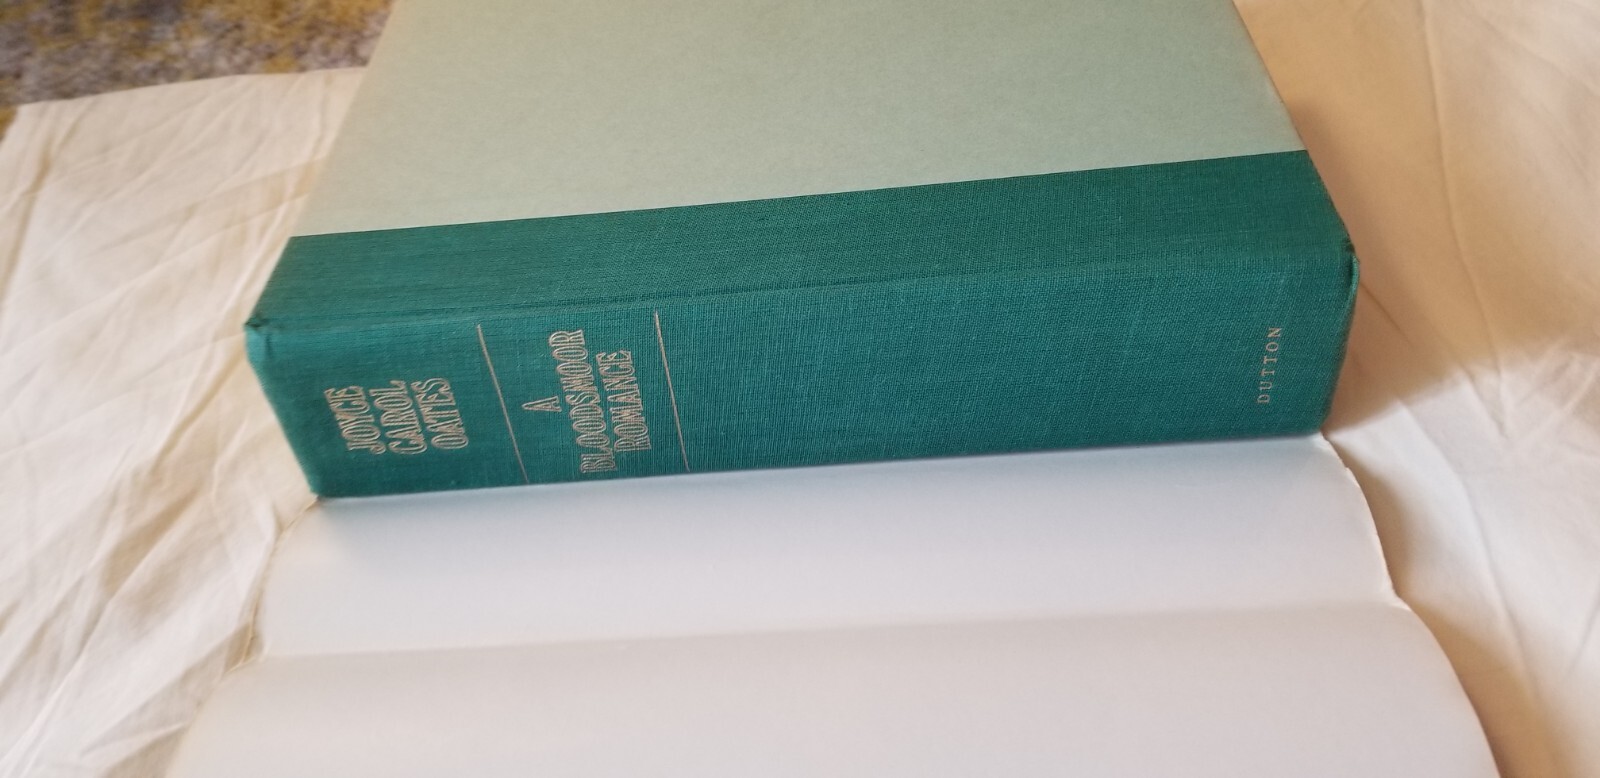 JOYCE
CAROL
OATES
A
BLOODSMOOR
ROMANCE
DUTTON